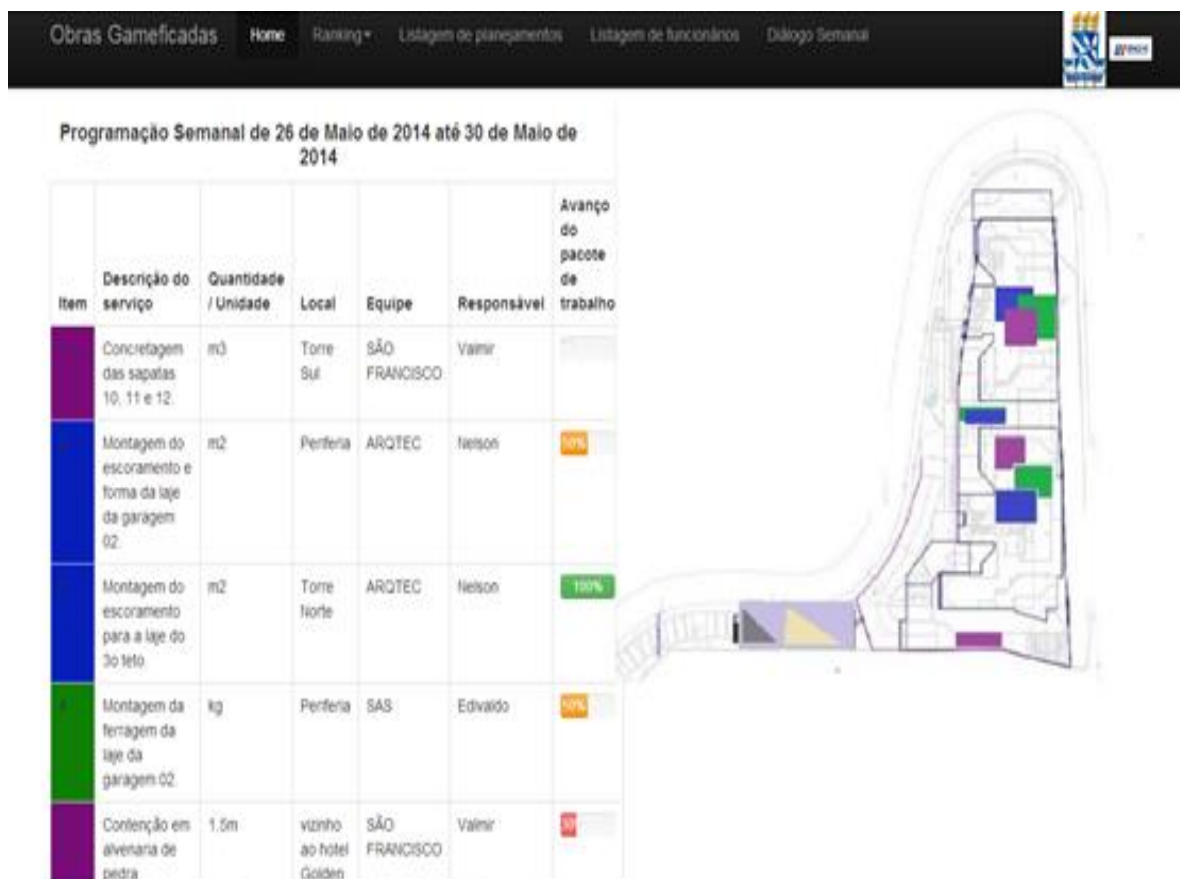 Obras Gameficadas Home Ranking Listagem de planejamentos Listagem de funcionários Diálogo Semanal
Programação Semanal de 26 de Maio de 2014 até 30 de Maio de
2014
Item
Descrição do
serviço
Quantidade
/ Unidade
Local
Equipe
Responsável
Avanço
do
pacote
de
trabalho
Concretagem
das sapatas
10, 11 e 12.
m3
Torre
Sul
SÃO
FRANCISCO
Valmir
Montagem do
escoramento e
forma da laje
da garagem
02.
m2
Periferia
ARQTEC
Nelson
50%
Montagem do
escoramento
para a laje do
3o teto.
m2
Torre
Norte
ARQTEC
Nelson
100%
Montagem da
ferragem da
laje da
garagem 02.
kg
Periferia
SAS
Edivaldo
50%
Contenção em
alvenaria de
pedra
1.5m
vizinho
ao hotel
Golden
SÃO
FRANCISCO
Valmir